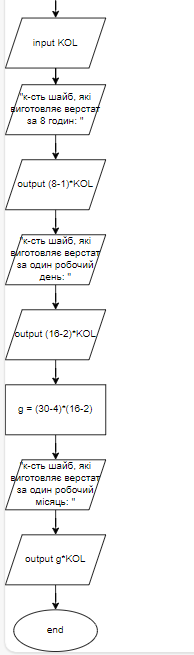 input KOL
"к-сть шайб, які
виготовляє верстат
за 8 годин: "
output (8-1)*KOL
"к-сть шайб, які
виготовляє верстат
за один робочий
день: "
output (16-2)*KOL
g = (30-4)*(16-2)
"к-сть шайб, які
виготовляє верстат
за один робочий
місяць: "
output g*KOL
end